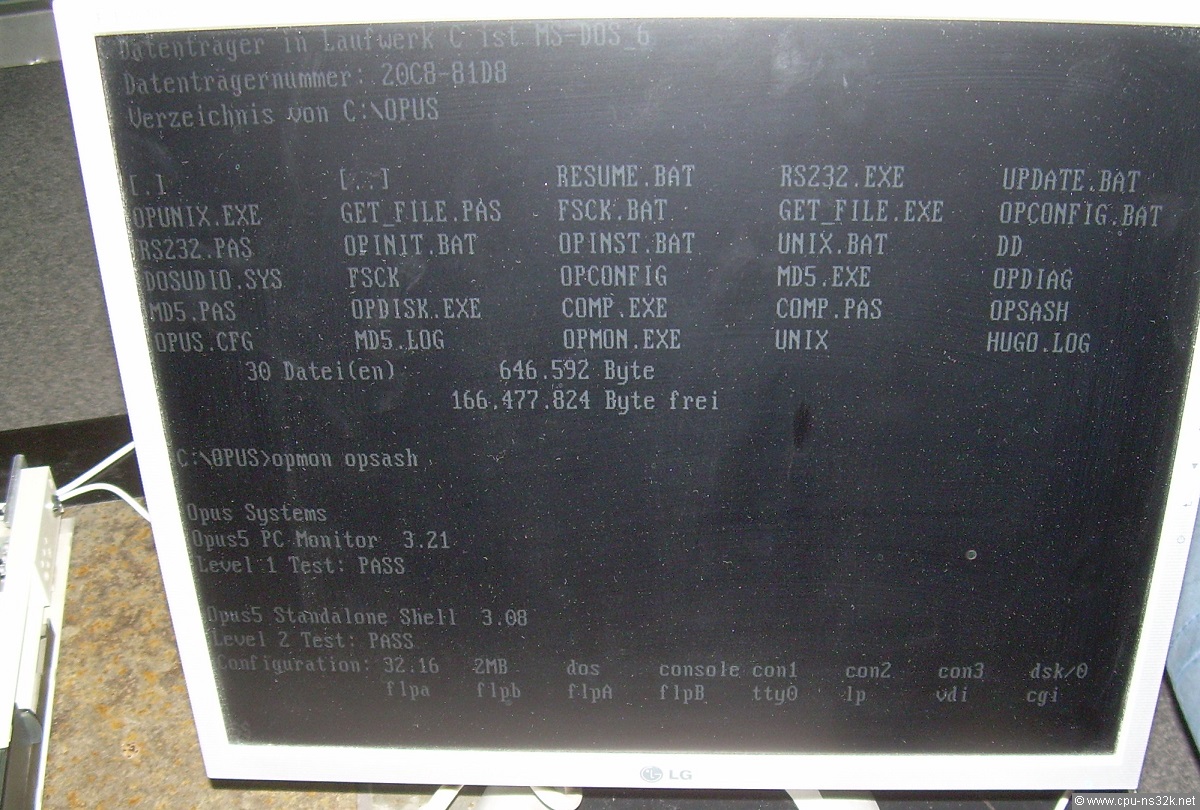 Datenträger in Laufwerk C ist MS-DOS_6
Datenträgernummer: 20C8-81D8
Verzeichnis von C:\OPUS
[.] [..] RESUME.BAT RS232.EXE UPDATE.BAT
OPUNIX.EXE GET_FILE.PAS FSCK.BAT GET_FILE.EXE OPCONFIG.BAT
RS232.PAS OPINIT.BAT OPINST.BAT UNIX.BAT DD
DOSUDIO.SYS FSCK OPCONFIG MD5.EXE OPDIAG
MD5.PAS OPDISK.EXE COMP.EXE COMP.PAS OPSASH
OPUS.CFG MD5.LOG OPMON.EXE UNIX HUGO.LOG
30 Datei(en) 646.592 Byte
166.477.824 Byte frei
C:\OPUS>opmon opsash
Opus Systems
Opus5 PC Monitor 3.21
Level 1 Test: PASS
Opus5 Standalone Shell 3.08
Level 2 Test: PASS
Configuration: 32.16 2MB dos console con1 con2 con3 dsk/0
flpa flpb flpA flpB tty0 lp vdi cgi
LG
© www.cpu-ns32k.net